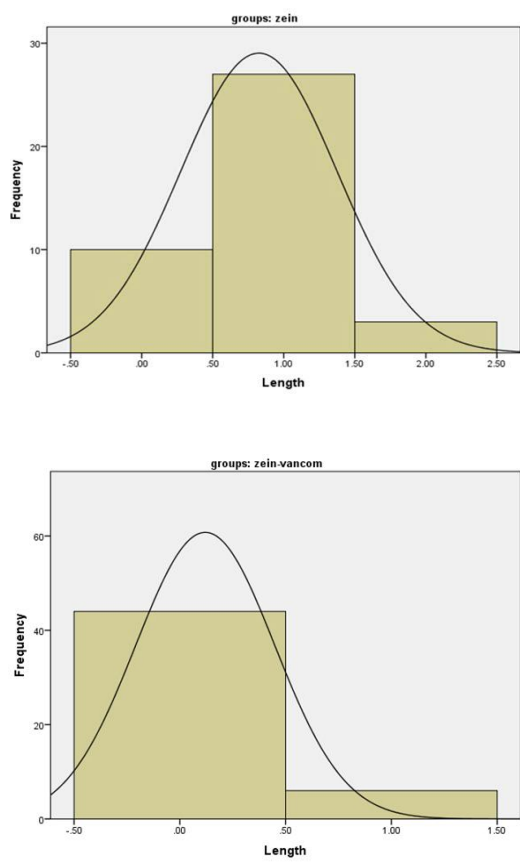 groups: zein
30
20
10
0
Frequency
-.50 .00 .50 1.00 1.50 2.00 2.50
Length
groups: zein-vancom
60
40
20
0
Frequency
-.50 .00 .50 1.00 1.50
Length